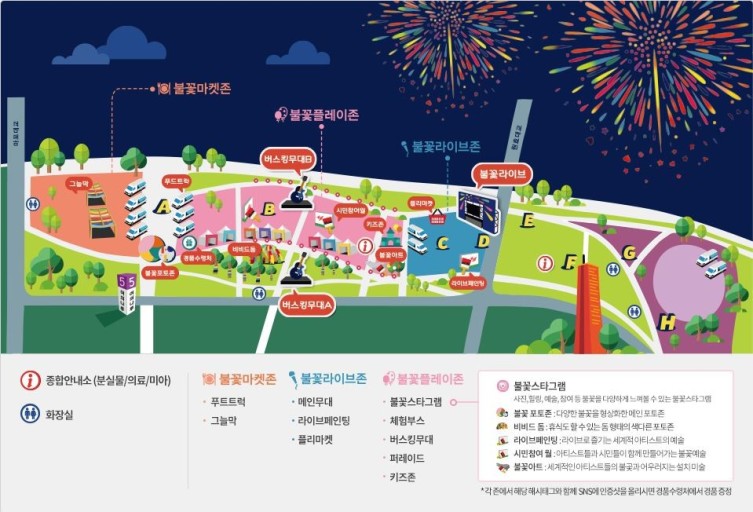 불꽃마켓존
불꽃플레이존
불꽃라이브존
원효대교
버스킹무대B
불꽃라이브
그늘막
푸드트럭
A
B
시민참여월
플리마켓
키즈존
E
C
D
비비드돔
경품수령처
불꽃포토존
불꽃아트
라이브페인팅
F
G
H
55
버스킹무대A
종합안내소 (분실물/의료/미아)
화장실
불꽃마켓존
· 푸트트럭
· 그늘막
불꽃라이브존
· 메인무대
· 라이브페인팅
· 플리마켓
불꽃플레이존
· 불꽃스타그램
· 체험부스
· 버스킹무대
· 퍼레이드
· 키즈존
불꽃스타그램
사진, 힐링, 예술, 참여 등 불꽃을 다양하게 느껴볼 수 있는 불꽃스타그램
불꽃 포토존 : 다양한 불꽃을 형상화한 메인 포토존
비비드 돔 : 휴식도 할 수 있는 돔 형태의 색다른 포토존
라이브페인팅 : 라이브로 즐기는 세계적 아티스트의 예술
시민참여 월 : 아티스트들과 시민들이 함께 만들어가는 불꽃예술
불꽃아트 : 세계적인 아티스트들의 불꽃과 어우러지는 설치 미술
* 각 존에서 해당 해시태그와 함께 SNS에 인증샷을 올리시면 경품수령처에서 경품 증정